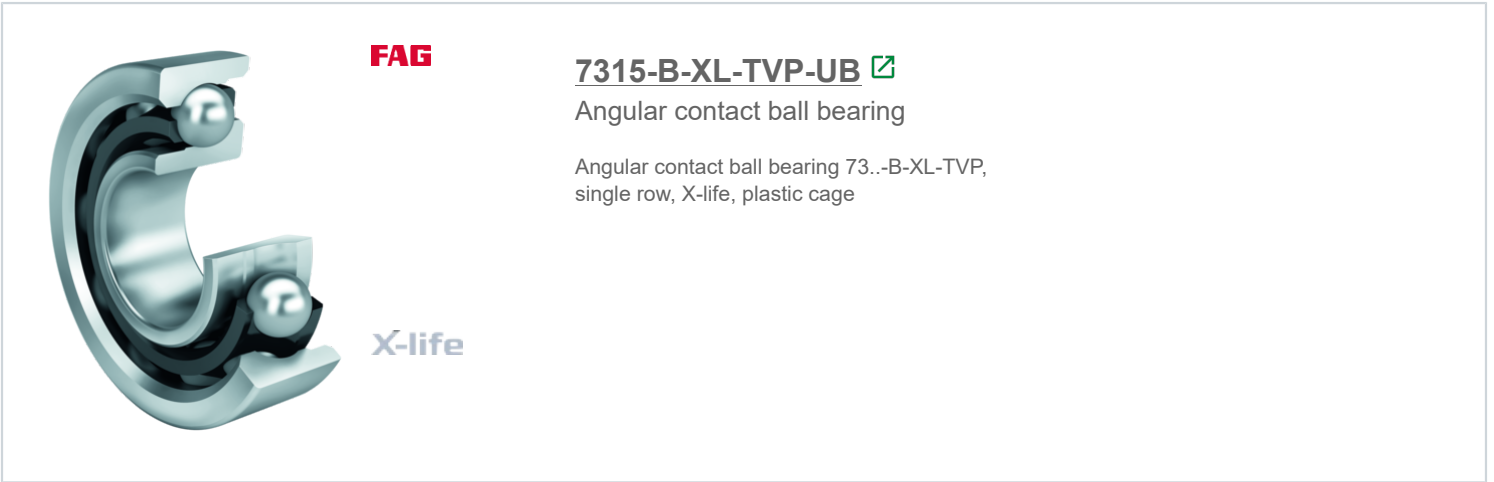 FAG
7315-B-XL-TVP-UB
Angular contact ball bearing
Angular contact ball bearing 73..-B-XL-TVP,
single row, X-life, plastic cage
X-life